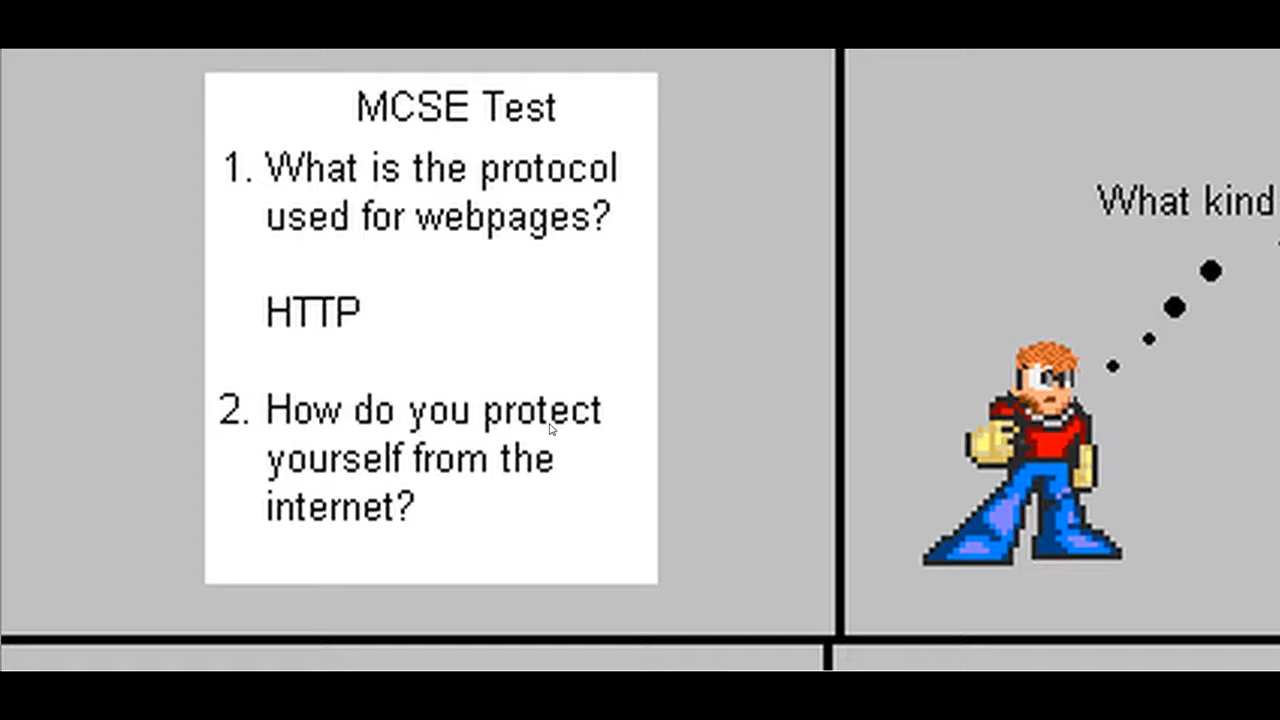 MCSE Test
1. What is the protocol
used for webpages?
HTTP
2. How do you protect
yourself from the
internet?
What kind